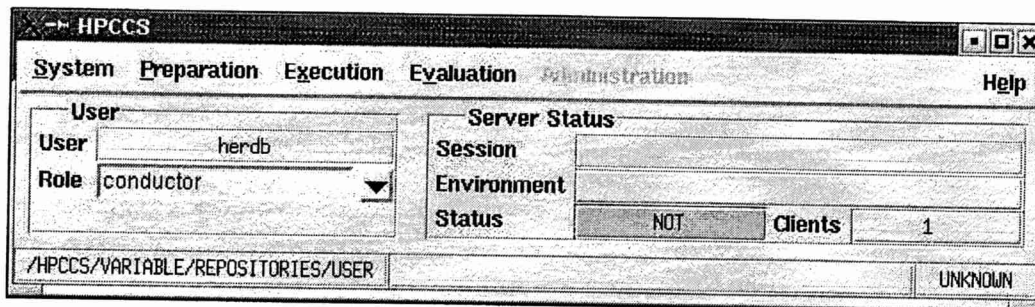 HPCCS
System Preparation Execution Evaluation Administration Help
User Server Status
User herdb Session
Role conductor Environment
Status NOT Clients 1
/HPCCS/VARIABLE/REPOSITORIES/USER UNKNOWN